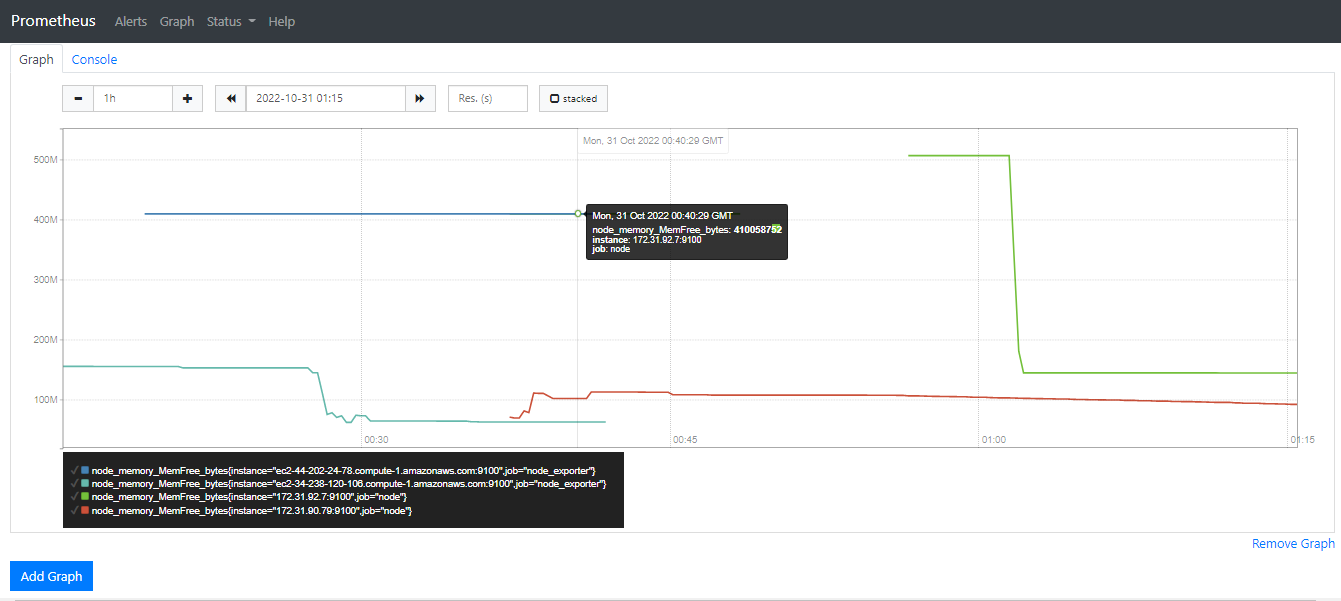 Prometheus Alerts Graph Status Help
Graph Console
1h 2022-10-31 01:15 Res. (s) stacked
Mon, 31 Oct 2022 00:40:29 GMT
500M
400M
Mon, 31 Oct 2022 00:40:29 GMT
node_memory_MemFree_bytes: 410058752
instance: 172.31.92.7:9100
job: node
300M
200M
100M
00:30 00:45 01:00 01:15
node_memory_MemFree_bytes{instance="ec2-44-202-24-78.compute-1.amazonaws.com:9100",job="node_exporter"}
node_memory_MemFree_bytes{instance="ec2-34-238-120-106.compute-1.amazonaws.com:9100",job="node_exporter"}
node_memory_MemFree_bytes{instance="172.31.92.7:9100",job="node"}
node_memory_MemFree_bytes{instance="172.31.90.79:9100",job="node"}
Remove Graph
Add Graph